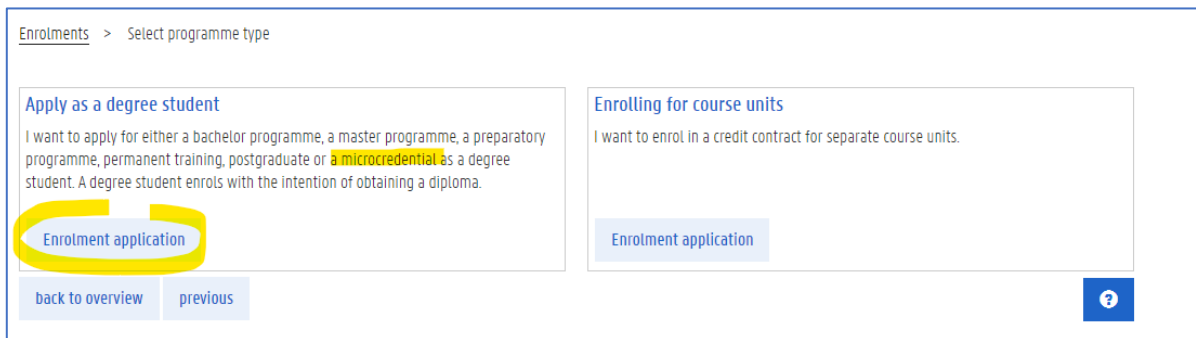 Enrolments > Select programme type
Apply as a degree student
I want to apply for either a bachelor programme, a master programme, a preparatory
programme, permanent training, postgraduate or a microcredential as a degree
student. A degree student enrols with the intention of obtaining a diploma.
Enrolment application
Enrolling for course units
I want to enrol in a credit contract for separate course units.
Enrolment application
back to overview previous
?